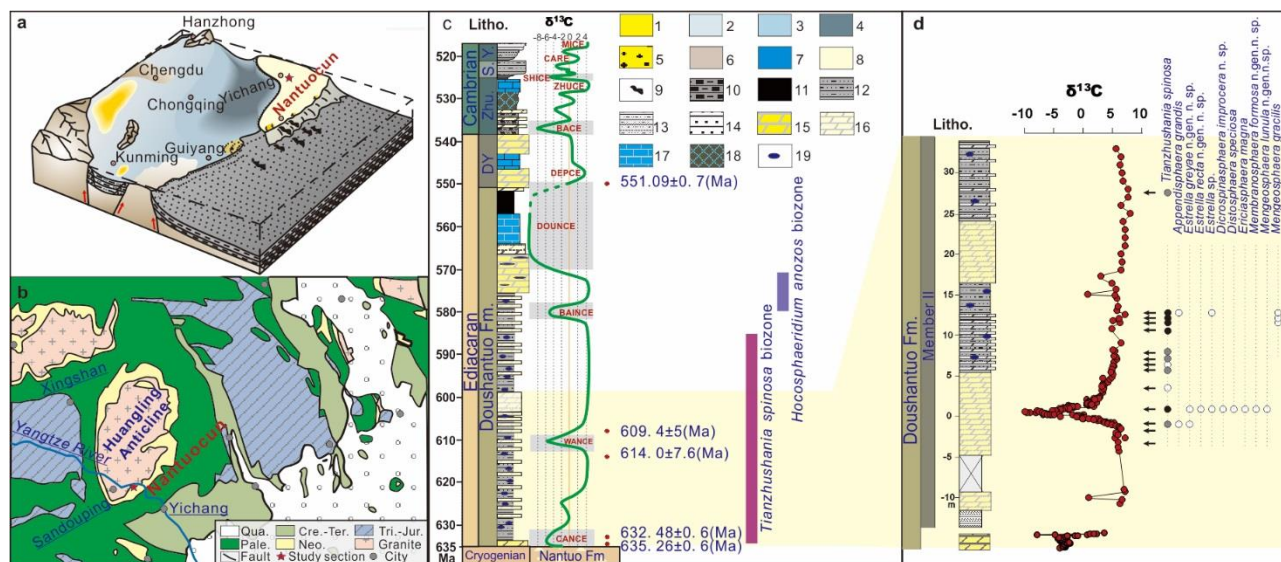 a
Hanzhong
Chengdu
Yichang
Nantuocun
Chongqing
Guiyang
Kunming
b
Xingshan
Huangling
Anticline
Yangtze River
NantuocuA
Sandouping
Yichang
Qua.
Cre.-Ter.
Tri.-Jur.
Pale.
Neo.
Granite
Fault
Study section
City
c
Litho.
δ¹³C
-8-6-4-2 0 2 4
MICE
CARE
SHICE
ZHUCE
BACE
DEPCE
DOUNCE
BAINCE
WANCE
CANCE
520
530
540
550
560
570
580
590
600
610
620
630
635
Ma
Cambrian
Ediacaran
Cryogenian
S. Y.
Zhu.
DY
Doushantuo Fm.
Nantuo Fm
551.09±0. 7(Ma)
609. 4±5(Ma)
614. 0±7.6(Ma)
632. 48±0. 6(Ma)
635. 26±0. 6(Ma)
Tianzhushania spinosa biozone
Hocosphaeridium anozos biozone
1
2
3
4
5
6
7
8
9
10
11
12
13
14
15
16
17
18
19
d
Litho.
δ¹³C
-10 -5 0 5 10
Doushantuo Fm.
Member II
30
25
20
15
10
5
0
-5
-10
m
Tianzhushania spinosa
Appendisphaera grandis
Estrella greyae n.gen. n. sp.
Estrella recta n.gen. n. sp.
Estrella sp.
Dicrospinasphaera improcera n. sp.
Distosphaera speciosa
Ericiasphaera magna
Membranosphaera formosa n.gen.n. sp.
Mengeosphaera lunula n.gen.n. sp.
Mengeosphaera gracilis